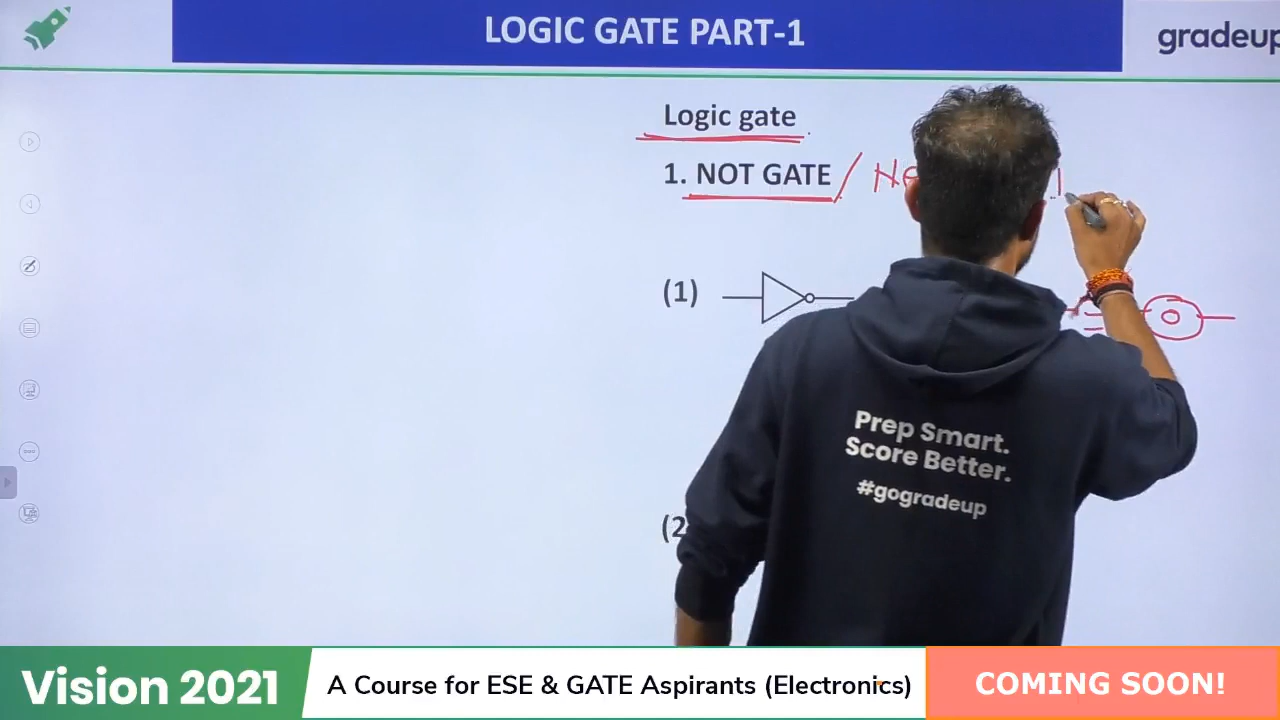 LOGIC GATE PART-1
gradeup
Logic gate
1. NOT GATE /
(1)
Prep Smart.
Score Better.
#gogradeup
(2
Vision 2021
A Course for ESE & GATE Aspirants (Electronics)
COMING SOON!